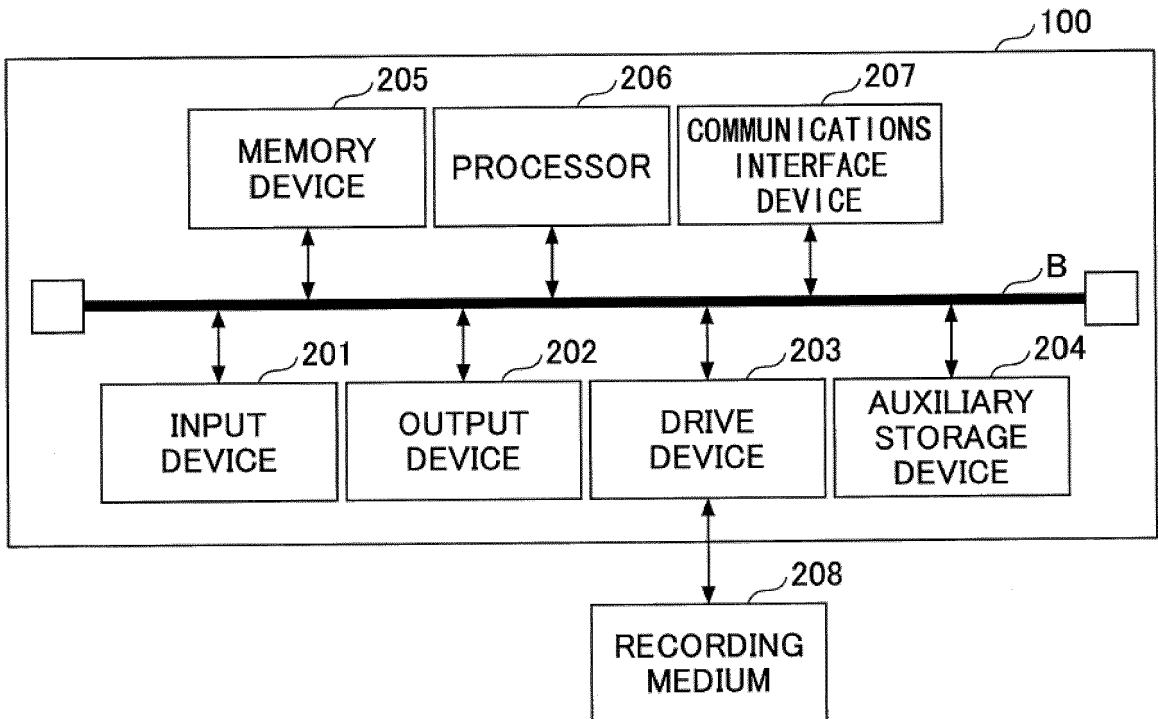 100
205
206
207
MEMORY
DEVICE
PROCESSOR
COMMUNICATIONS
INTERFACE
DEVICE
B
201
202
203
204
INPUT
DEVICE
OUTPUT
DEVICE
DRIVE
DEVICE
AUXILIARY
STORAGE
DEVICE
208
RECORDING
MEDIUM